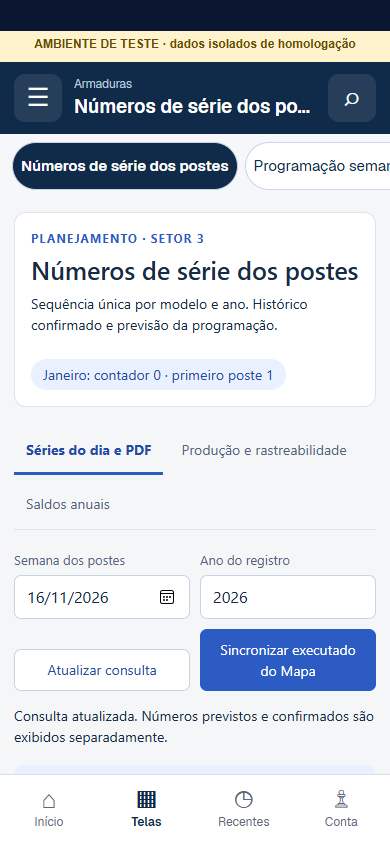 AMBIENTE DE TESTE · dados isolados de homologação
Armaduras
Números de série dos po...
Números de série dos postes
Programação semar
PLANEJAMENTO · SETOR 3
Números de série dos postes
Sequência única por modelo e ano. Histórico
confirmado e previsão da programação.
Janeiro: contador 0 · primeiro poste 1
Séries do dia e PDF
Produção e rastreabilidade
Saldos anuais
Semana dos postes
Ano do registro
16/11/2026
2026
Atualizar consulta
Sincronizar executado
do Mapa
Consulta atualizada. Números previstos e confirmados são
exibidos separadamente.
Início
Telas
Recentes
Conta